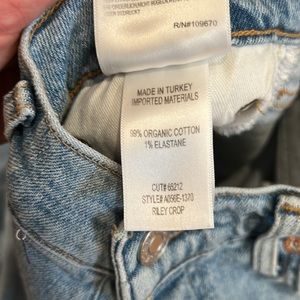 R/N#109670
MADE IN TURKEY
IMPORTED MATERIALS
99% ORGANIC COTTON
1% ELASTANE
CUT# 65212
STYLE# A056E-1370
RILEY CROP